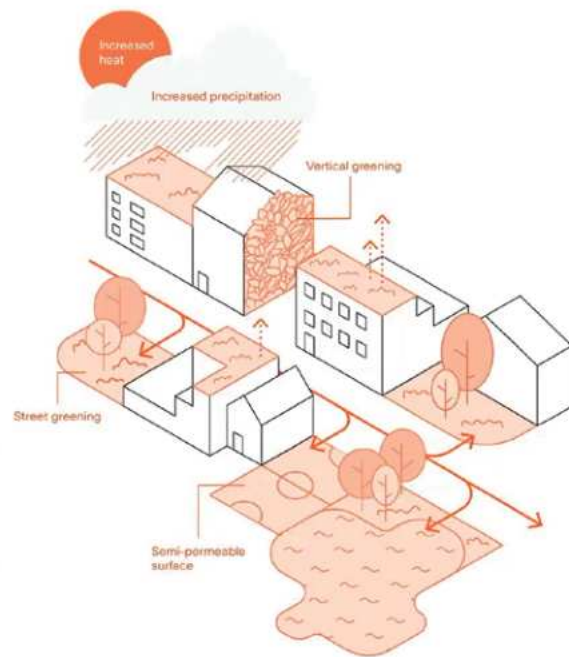 Increased
heat
Increased precipitation
Vertical greening
Street greening
Semi-permeable
surface